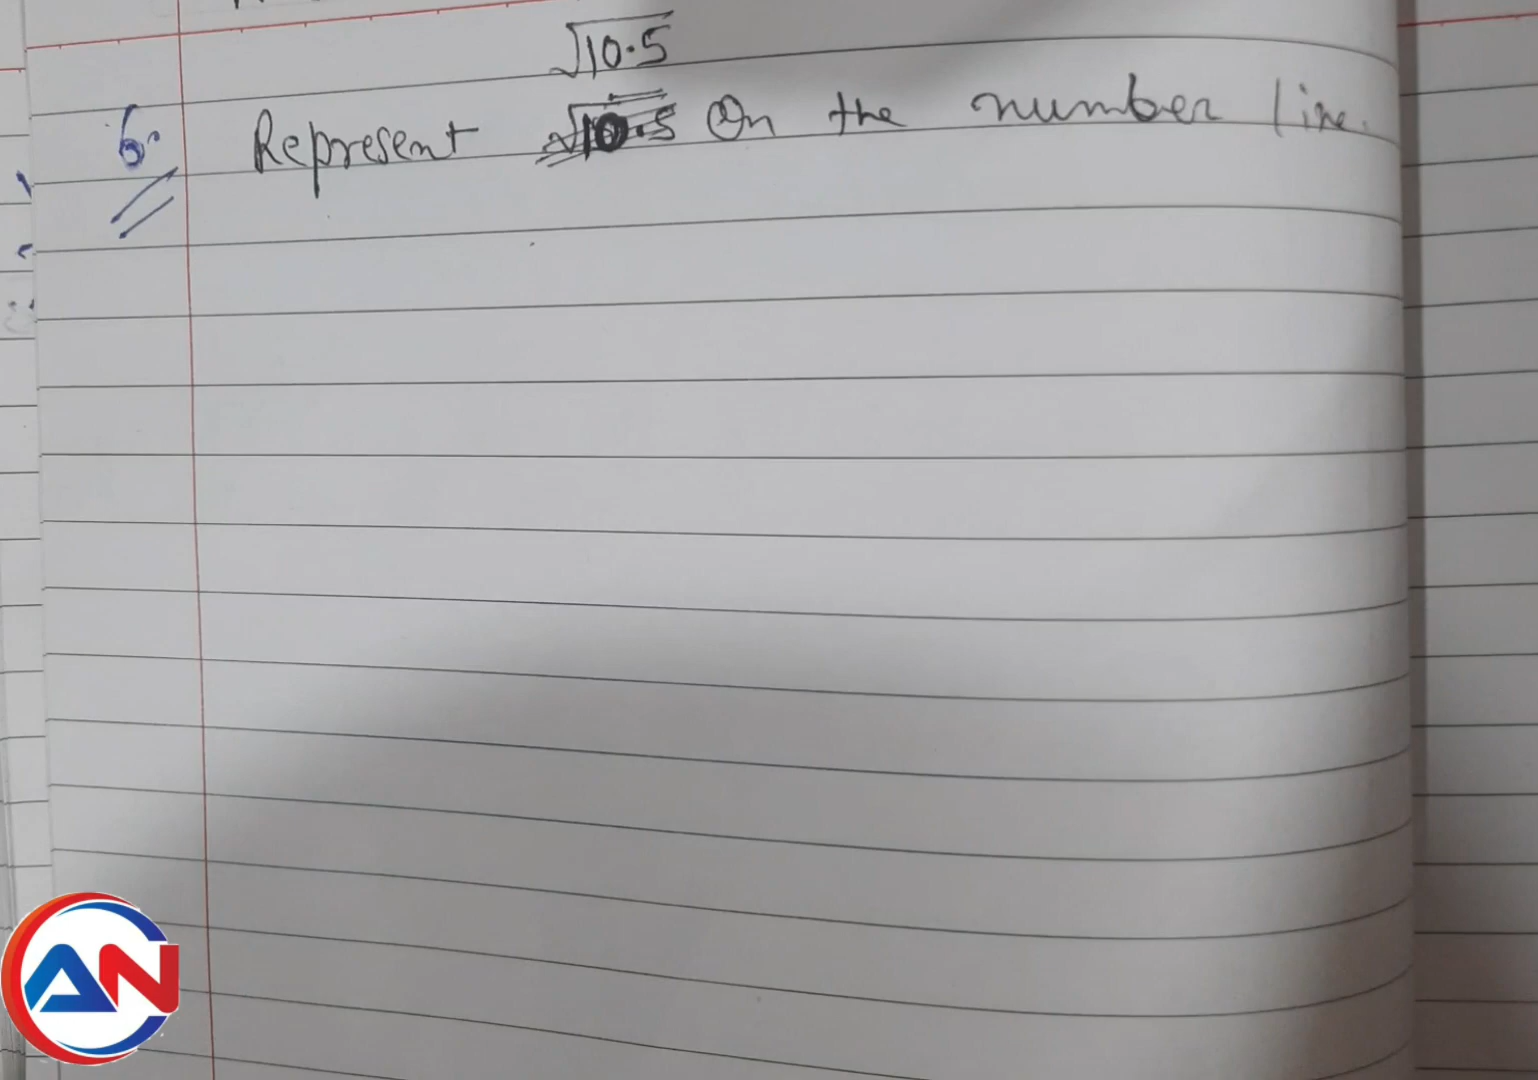 √10.5
6. Represent √10.5 On the number line.
AN